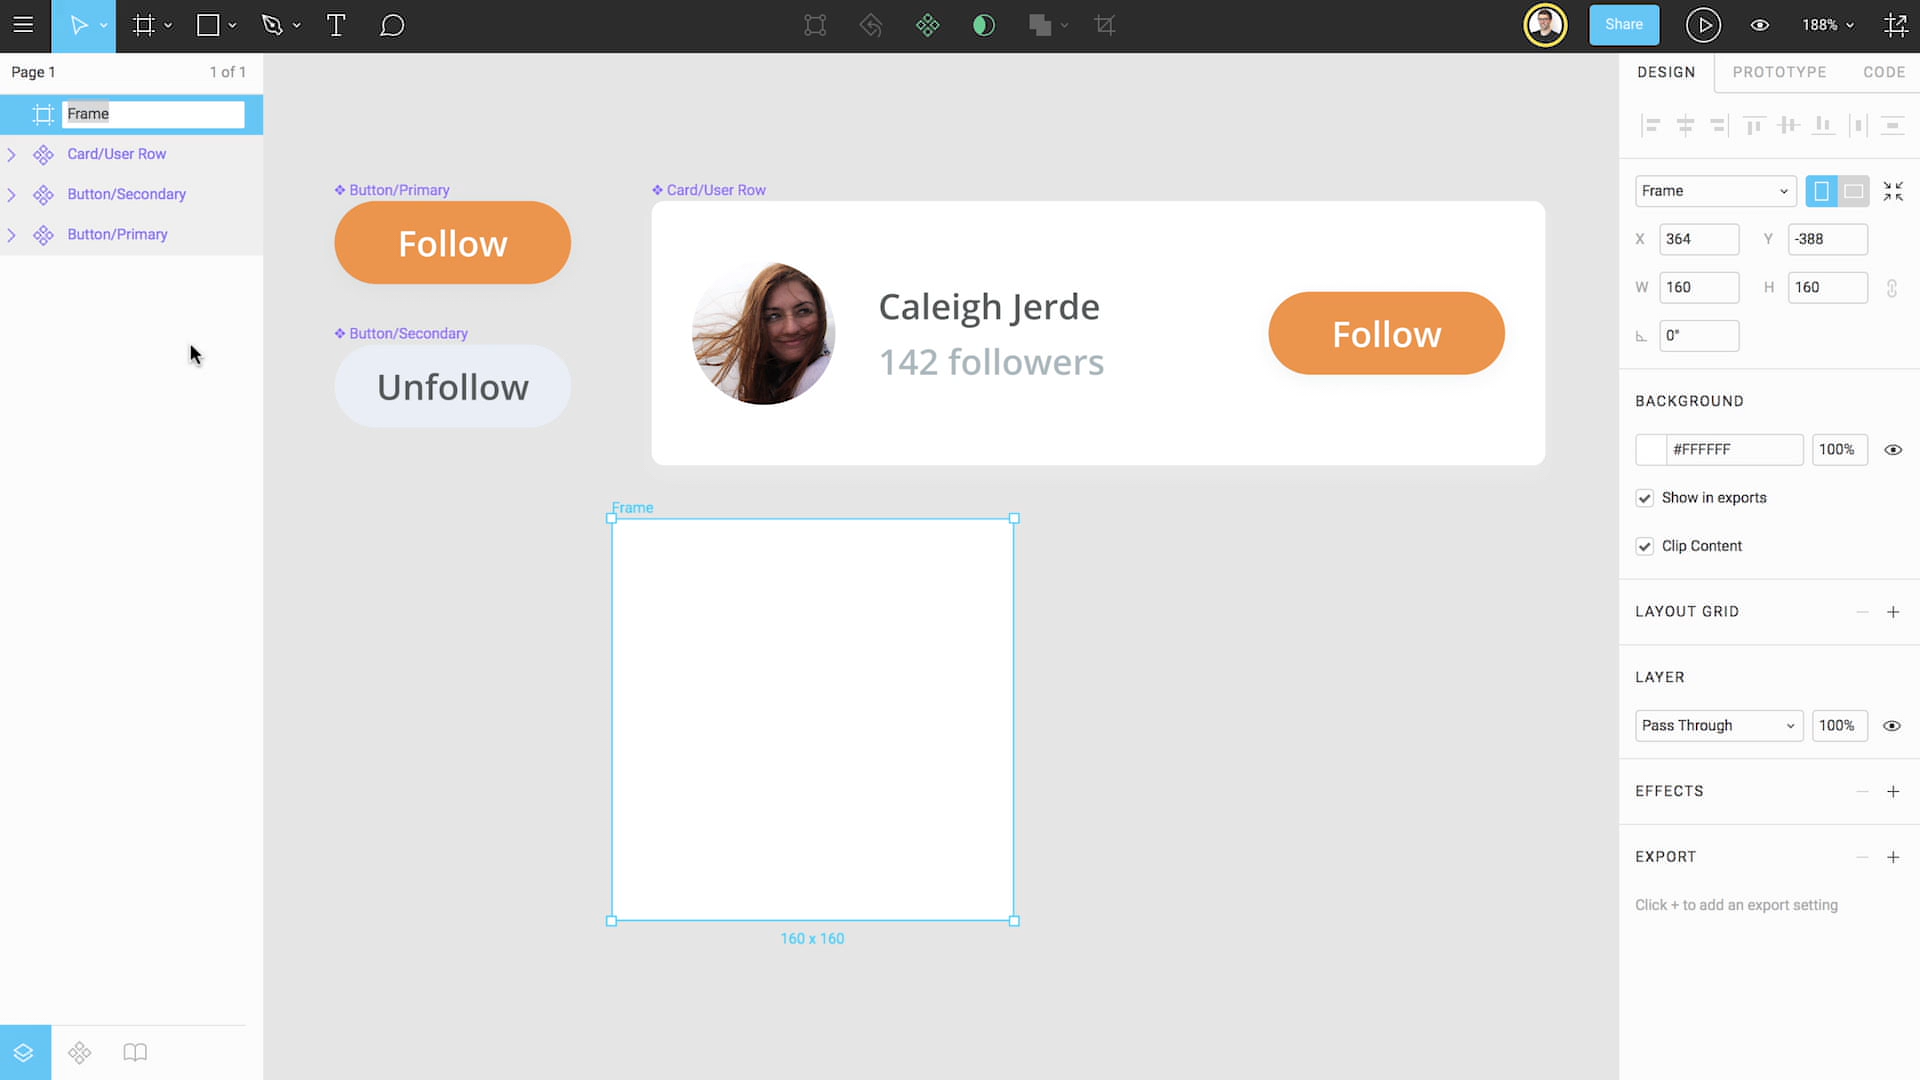 Share
188%
Page 1
1 of 1
Frame
Card/User Row
Button/Secondary
Button/Primary
Button/Primary
Follow
Button/Secondary
Unfollow
Card/User Row
Caleigh Jerde
142 followers
Follow
Frame
160 x 160
DESIGN
PROTOTYPE
CODE
Frame
X 364 Y -388
W 160 H 160
0°
BACKGROUND
#FFFFFF 100%
Show in exports
Clip Content
LAYOUT GRID
LAYER
Pass Through 100%
EFFECTS
EXPORT
Click + to add an export setting